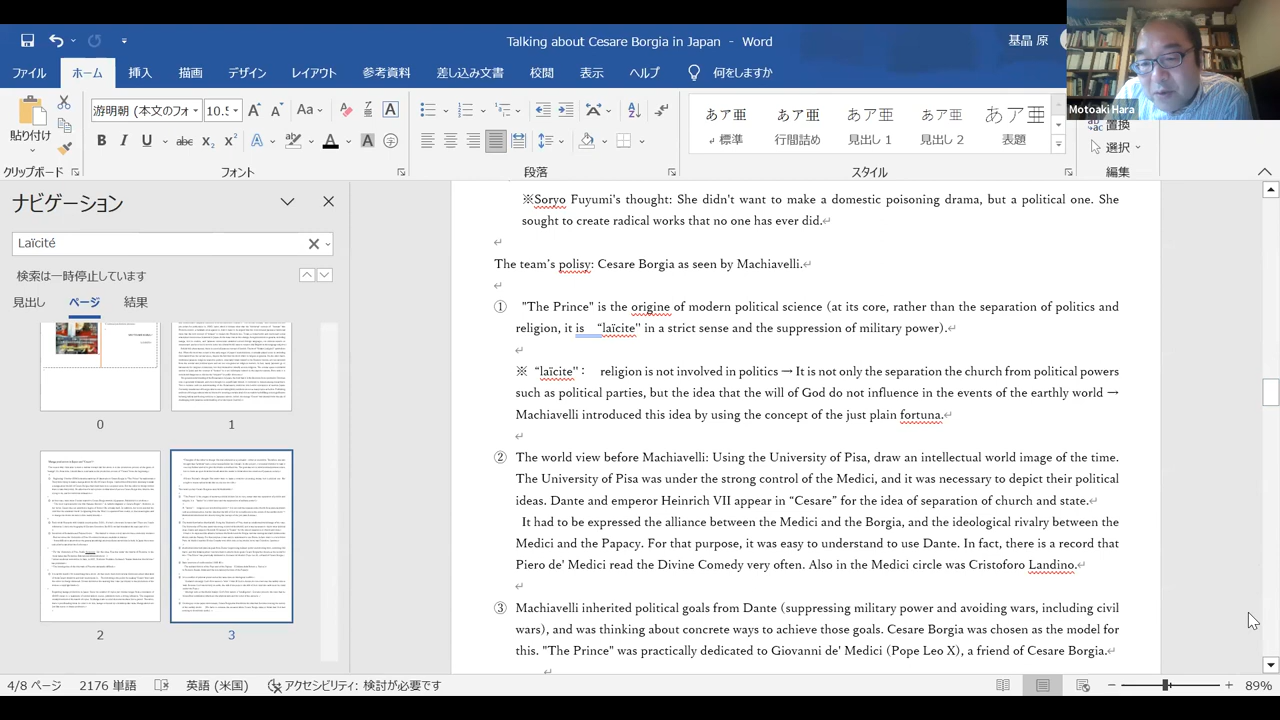 Talking about Cesare Borgia in Japan - Word
基晶 原
ファイル ホーム 挿入 描画 デザイン レイアウト 参考資料 差し込み文書 校閲 表示 ヘルプ 何をしますか
Motoaki Hara
貼り付け
游明朝 (本文のフォ 10.5
Aa A
B I U ab x₂ x² A A A
あア亜 あア亜 あア亜 あア亜 あア亜
標準 行間詰め 見出し 1 見出し 2 表題
置換
選択
クリップボード フォント 段落 スタイル 編集
ナビゲーション
Laïcité
検索は一時停止しています
見出し ページ 結果
0 1
2 3
※Soryo Fuyumi's thought: She didn't want to make a domestic poisoning drama, but a political one. She
sought to create radical works that no one has ever did.
The team's polisy: Cesare Borgia as seen by Machiavelli.
① "The Prince" is the origine of modern political science (at its core, rather than the separation of politics and
religion, it is "laïcité" in a strict sense and the suppression of military power).
※ "laïcité" : religion is not involved in politics → It is not only the separation of the church from political powers
such as political parties, but the idea that the will of God do not influence in the events of the earthly world →
Machiavelli introduced this idea by using the concept of the just plain fortuna.
② The world view before Machiavelli: Using the University of Pisa, draw an intellectual world image of the time.
The University of Pisa was under the strong influence of the Medici, and it was necessary to depict their political
ideas. Dante and emperor Heinrich VII appear in "Cesare" for the idea of separation of church and state.
It had to be expressed the rivalry between the Medici and the Borgia, and the ideological rivalry between the
Medici and the Papacy. For that purpose, it is necessary to understand about Dante. In fact, there is record that
Piero de' Medici read the Divine Comedy to his son. Also in the Medici circle was Cristoforo Laudino.
③ Machiavelli inherited political goals from Dante (suppressing military power and avoiding wars, including civil
wars), and was thinking about concrete ways to achieve those goals. Cesare Borgia was chosen as the model for
this. "The Prince" was practically dedicated to Giovanni de' Medici (Pope Leo X), a friend of Cesare Borgia.
4/8 ページ 2176 単語 英語 (米国) アクセシビリティ: 検討が必要です 89%